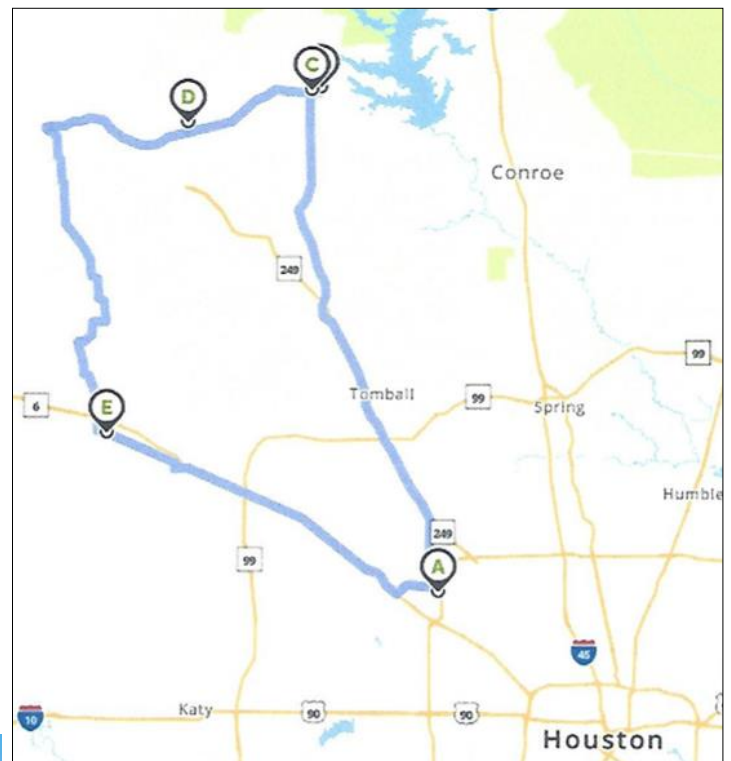 C
D
Conroe
249
99
Tomball
99
6
Spring
E
Humble
249
A
99
45
Katy
90
90
10
Houston